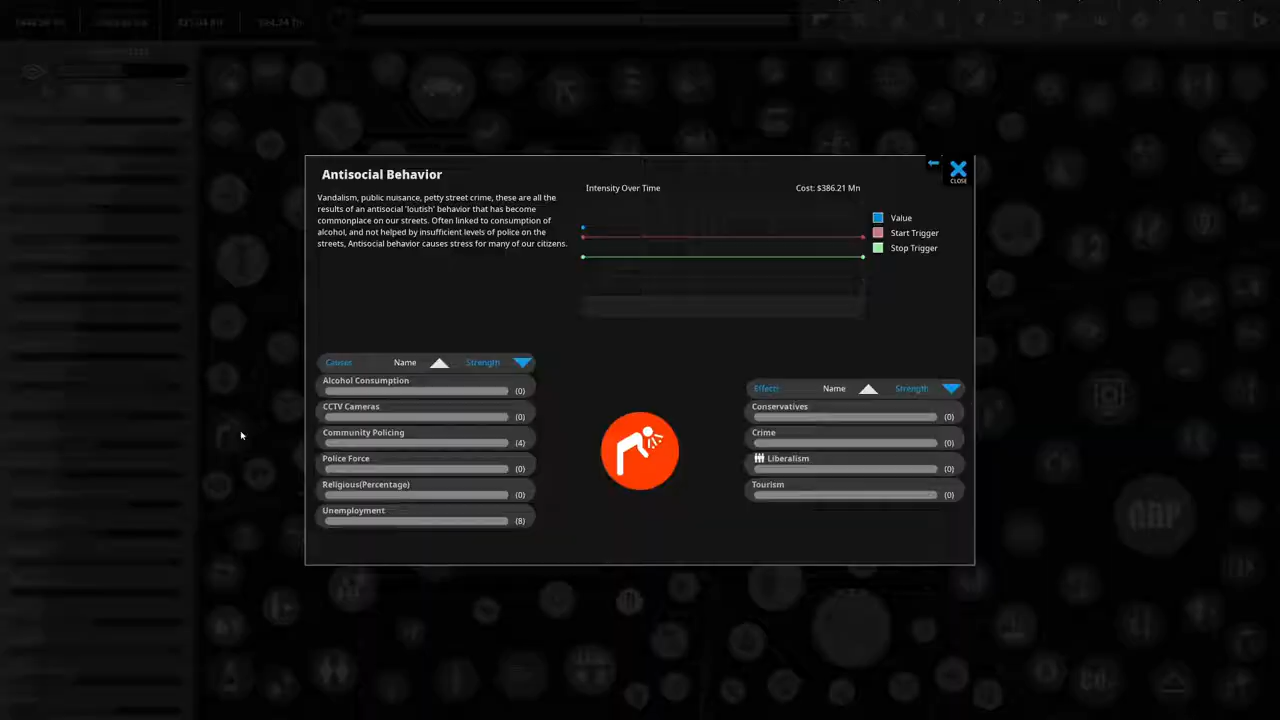 Antisocial Behavior
CLOSE
Vandalism, public nuisance, petty street crime, these are all the
results of an antisocial 'loutish' behavior that has become
commonplace on our streets. Often linked to consumption of
alcohol, and not helped by insufficient levels of police on the
streets, Antisocial behavior causes stress for many of our citizens.
Intensity Over Time
Cost: $386.21 Mn
Value
Start Trigger
Stop Trigger
Causes Name Strength
Alcohol Consumption
(0)
CCTV Cameras
(0)
Community Policing
(4)
Police Force
(0)
Religious(Percentage)
(0)
Unemployment
(8)
Effects Name Strength
Conservatives
(0)
Crime
(0)
Liberalism
(0)
Tourism
(0)
GDP